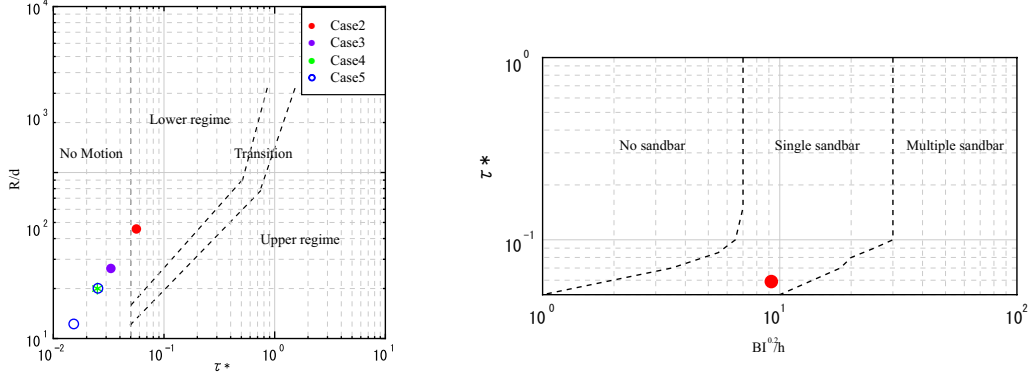 10^4
Case2
Case3
Case4
Case5
10^3
Lower regime
No Motion
Transition
R/d
10^2
Upper regime
10^1
10^-2
10^-1
10^0
10^1
τ*
10^0
No sandbar
Single sandbar
Multiple sandbar
τ*
10^-1
10^0
10^1
10^2
BI^0.2/h